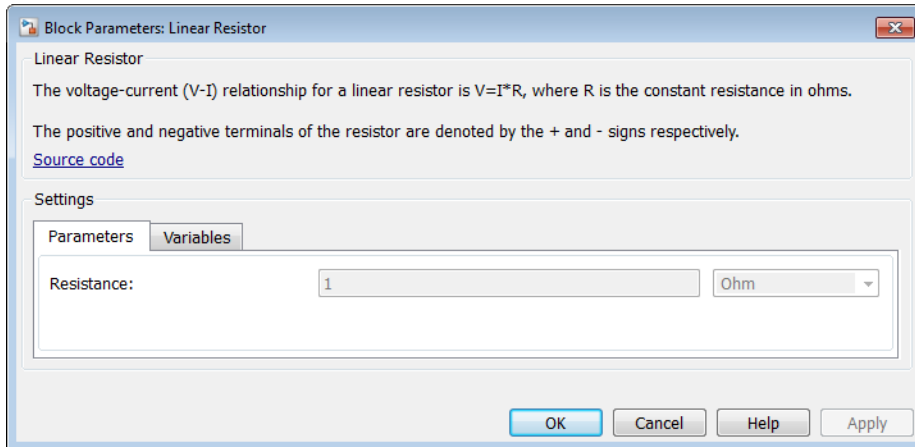 Block Parameters: Linear Resistor
Linear Resistor
The voltage-current (V-I) relationship for a linear resistor is V=I*R, where R is the constant resistance in ohms.
The positive and negative terminals of the resistor are denoted by the + and - signs respectively.
Source code
Settings
Parameters Variables
Resistance: 1 Ohm
OK Cancel Help Apply